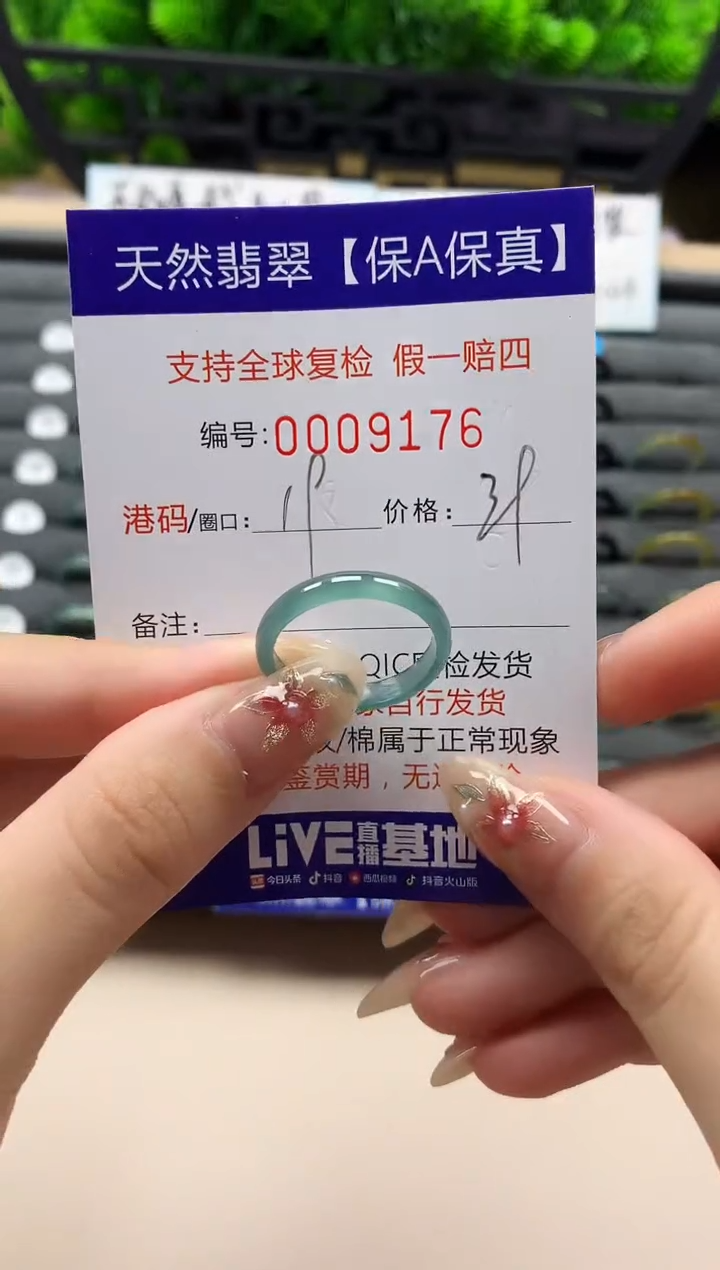 天然翡翠【保A保真】
支持全球复检 假一赔四
编号:0009176
港码/圈口: 价格:
备注:
QIC 检发货
自行发货
/棉属于正常现象
鉴赏期，无
LiVE直播基地
今日头条 抖音 西瓜视频 抖音火山版